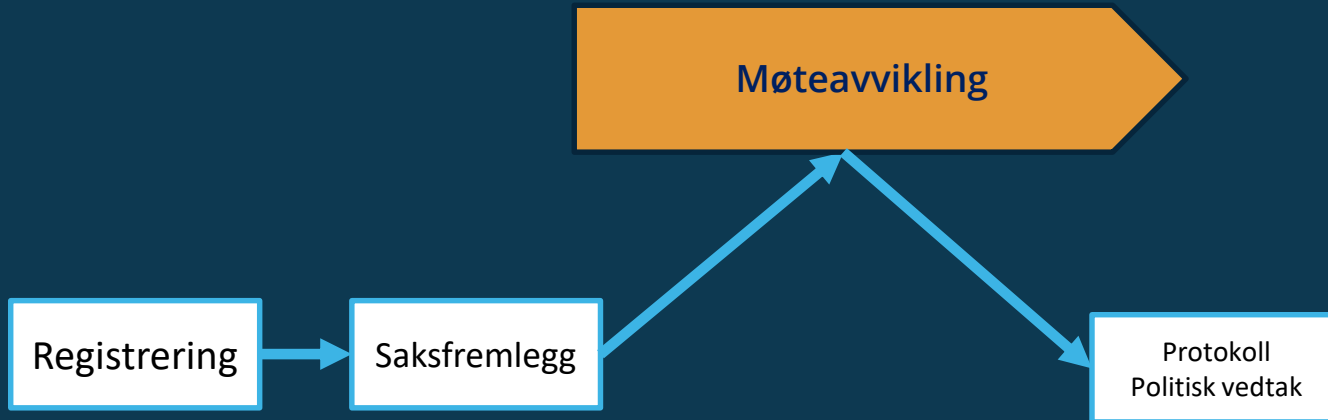 Møteavvikling
Registrering
Saksfremlegg
Protokoll
Politisk vedtak